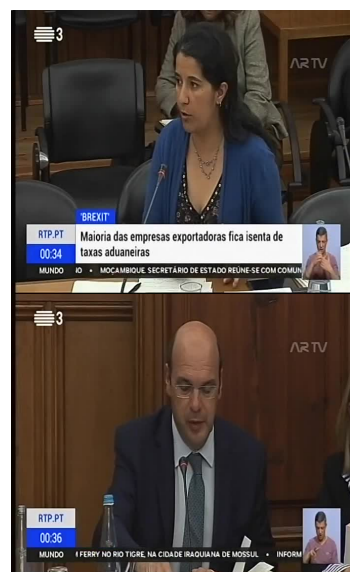 3
ARTV
'BREXIT'
RTP.PT
Maioria das empresas exportadoras fica isenta de
taxas aduaneiras
00:34
MUNDO IO • MOÇAMBIQUE. SECRETÁRIO DE ESTADO REÚNE-SE COM COMUN
3
ARTV
RTP.PT
00:36
MUNDO FERRY NO RIO TIGRE, NA CIDADE IRAQUIANA DE MOSSUL • INFORM